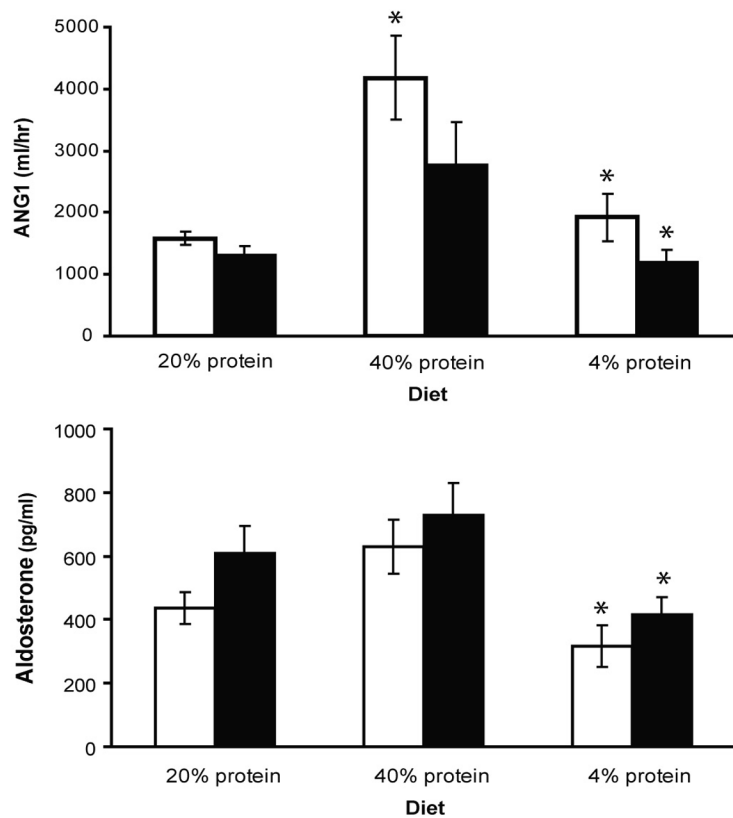 ANG1 (ml/hr)
5000
4000
3000
2000
1000
0
*
*
*
20% protein
40% protein
4% protein
Diet
Aldosterone (pg/ml)
1000
800
600
400
200
0
*
*
20% protein
40% protein
4% protein
Diet